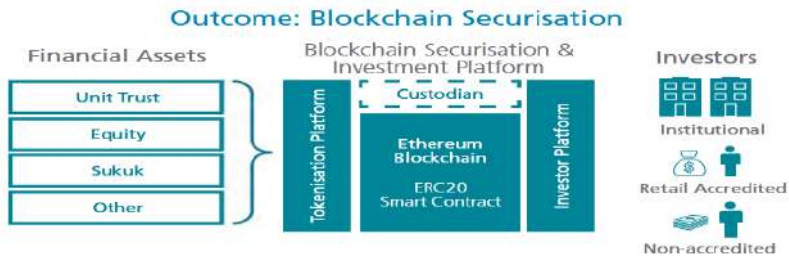 Outcome: Blockchain Securisation
Financial Assets
Unit Trust
Equity
Sukuk
Other
Blockchain Securisation &
Investment Platform
Tokenisation Platform
Custodian
Ethereum
Blockchain
ERC20
Smart Contract
Investor Platform
Investors
Institutional
$
Retail Accredited
Non-accredited